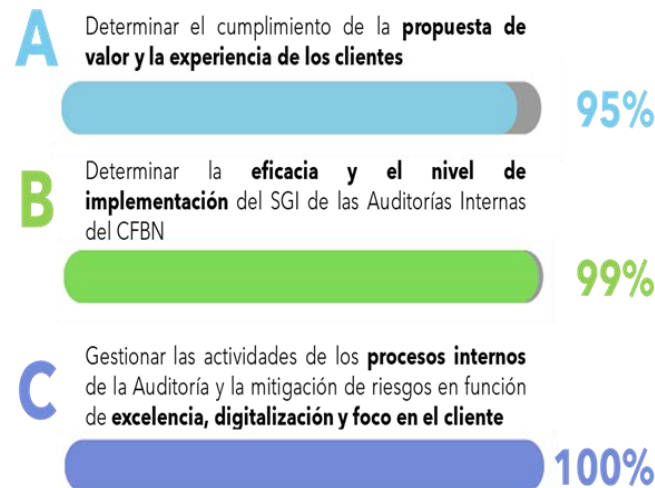 A
Determinar el cumplimiento de la propuesta de
valor y la experiencia de los clientes
95%
B
Determinar la eficacia y el nivel de
implementación del SGI de las Auditorías Internas
del CFBN
99%
C
Gestionar las actividades de los procesos internos
de la Auditoría y la mitigación de riesgos en función
de excelencia, digitalización y foco en el cliente
100%